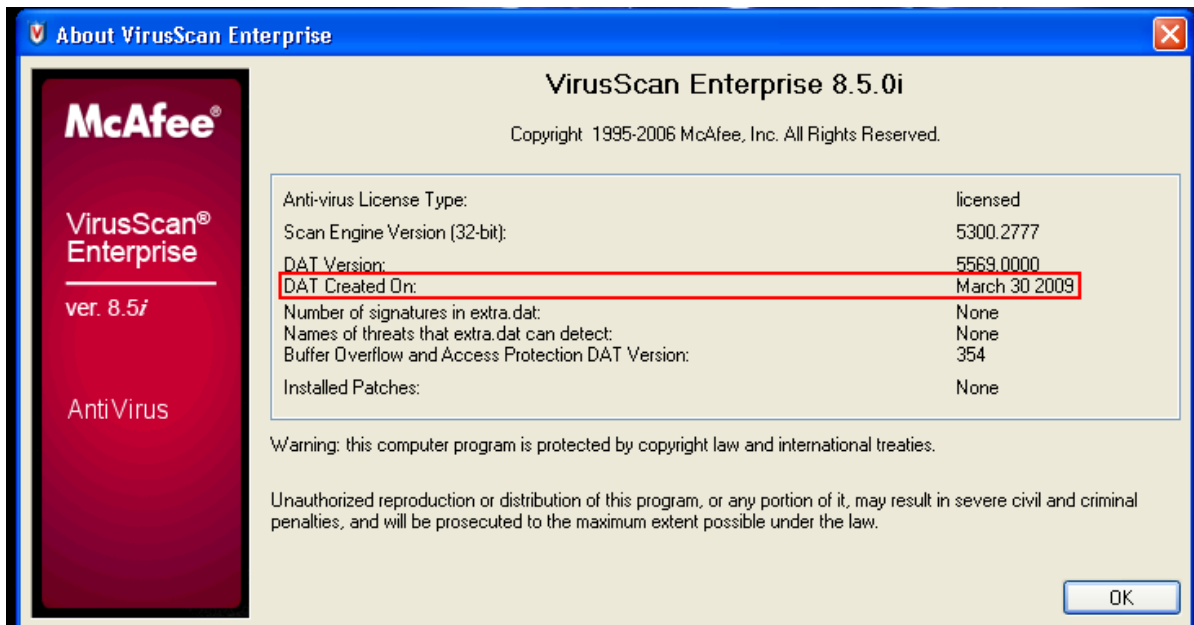 About VirusScan Enterprise
McAfee®
VirusScan®
Enterprise
ver. 8.5i
AntiVirus
VirusScan Enterprise 8.5.0i
Copyright 1995-2006 McAfee, Inc. All Rights Reserved.
Anti-virus License Type: licensed
Scan Engine Version (32-bit): 5300.2777
DAT Version: 5569.0000
DAT Created On: March 30 2009
Number of signatures in extra.dat: None
Names of threats that extra.dat can detect: None
Buffer Overflow and Access Protection DAT Version: 354
Installed Patches: None
Warning: this computer program is protected by copyright law and international treaties.
Unauthorized reproduction or distribution of this program, or any portion of it, may result in severe civil and criminal
penalties, and will be prosecuted to the maximum extent possible under the law.
OK